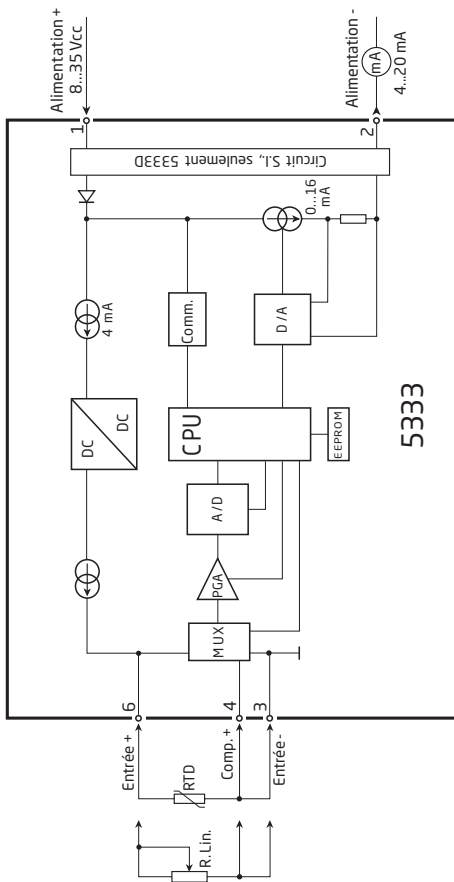 Alimentation +
8...35 Vcc
1
Circuit S.I., seulement 5333D
Alimentation -
mA
4...20 mA
2
4 mA
0...16
mA
DC
DC
Comm.
D/A
CPU
EEPROM
A/D
PGA
MUX
5333
6
4
3
Entrée +
RTD
Comp. +
Entrée -
R. Lin.